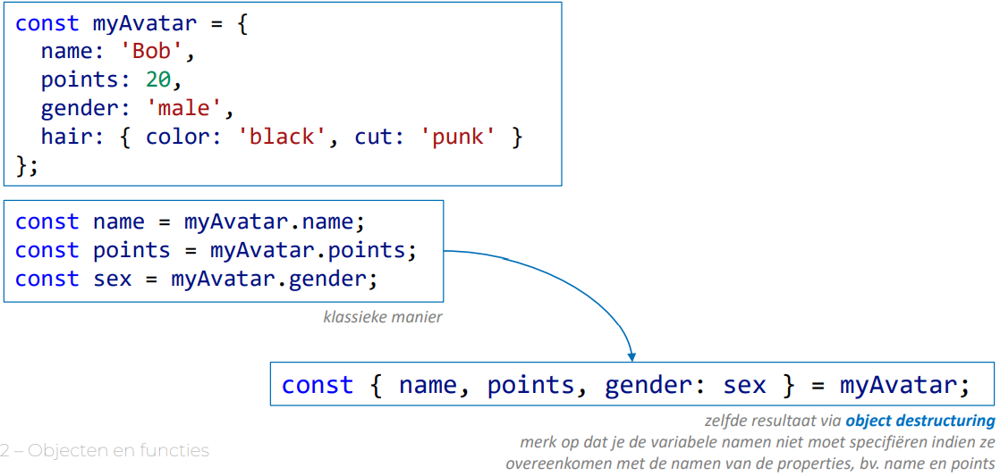 const myAvatar = {
name: 'Bob',
points: 20,
gender: 'male',
hair: { color: 'black', cut: 'punk' }
};
const name = myAvatar.name;
const points = myAvatar.points;
const sex = myAvatar.gender;
klassieke manier
const { name, points, gender: sex } = myAvatar;
zelfde resultaat via object destructuring
merk op dat je de variabele namen niet moet specifiëren indien ze
overeenkomen met de namen van de properties, bv. name en points
2 – Objecten en functies